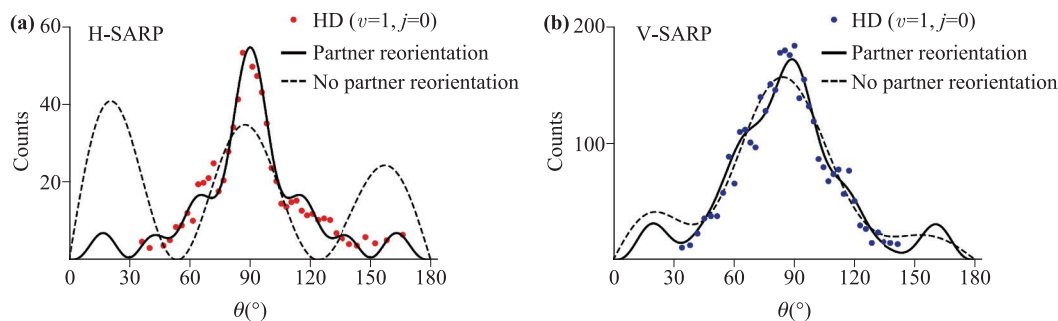 (a)
H-SARP
HD (v=1, j=0)
Partner reorientation
No partner reorientation
Counts
60
40
20
0
30
60
90
120
150
180
θ(°)
(b)
V-SARP
HD (v=1, j=0)
Partner reorientation
No partner reorientation
Counts
200
100
0
30
60
90
120
150
180
θ(°)